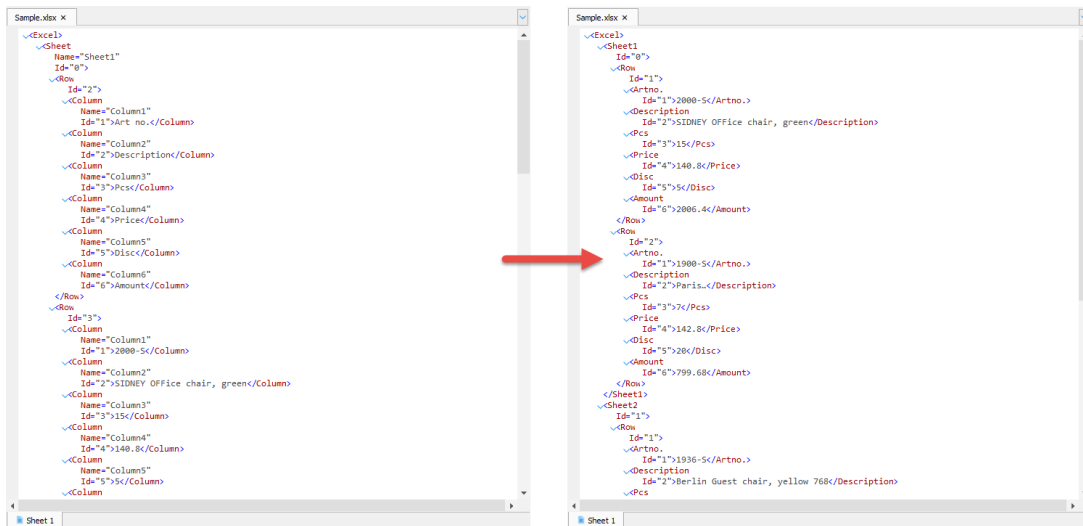 Sample.xlsx ×
<Excel>
<Sheet
Name="Sheet1"
Id="0">
<Row
Id="2">
<Column
Name="Column1"
Id="1">Art no.</Column>
<Column
Name="Column2"
Id="2">Description</Column>
<Column
Name="Column3"
Id="3">Pcs</Column>
<Column
Name="Column4"
Id="4">Price</Column>
<Column
Name="Column5"
Id="5">Disc</Column>
<Column
Name="Column6"
Id="6">Amount</Column>
</Row>
<Row
Id="3">
<Column
Name="Column1"
Id="1">2000-S</Column>
<Column
Name="Column2"
Id="2">SIDNEY OFfice chair, green</Column>
<Column
Name="Column3"
Id="3">15</Column>
<Column
Name="Column4"
Id="4">140.8</Column>
<Column
Name="Column5"
Id="5">5</Column>
<Column
Sheet 1
Sample.xlsx ×
<Excel>
<Sheet1
Id="0">
<Row
Id="1">
<Artno.
Id="1">2000-S</Artno.>
<Description
Id="2">SIDNEY OFfice chair, green</Description>
<Pcs
Id="3">15</Pcs>
<Price
Id="4">140.8</Price>
<Disc
Id="5">5</Disc>
<Amount
Id="6">2006.4</Amount>
</Row>
<Row
Id="2">
<Artno.
Id="1">1900-S</Artno.>
<Description
Id="2">Paris…</Description>
<Pcs
Id="3">7</Pcs>
<Price
Id="4">142.8</Price>
<Disc
Id="5">20</Disc>
<Amount
Id="6">799.68</Amount>
</Row>
</Sheet1>
<Sheet2
Id="1">
<Row
Id="1">
<Artno.
Id="1">1936-S</Artno.>
<Description
Id="2">Berlin Guest chair, yellow 768</Description>
<Pcs
Sheet 1